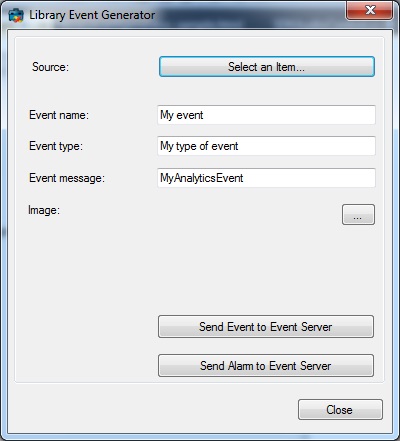 Library Event Generator
Source: Select an Item...
Event name: My event
Event type: My type of event
Event message: MyAnalyticsEvent
Image: ...
Send Event to Event Server
Send Alarm to Event Server
Close